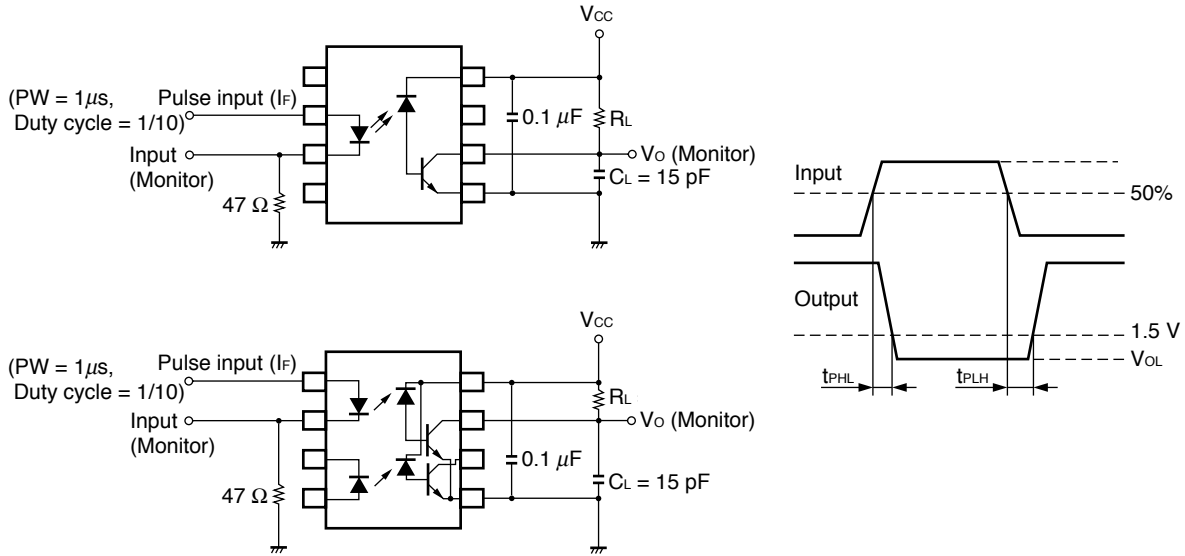 VCC
(PW = 1μs,
Duty cycle = 1/10)
Pulse input (IF)
Input
(Monitor)
47 Ω
0.1 μF
RL
VO (Monitor)
CL = 15 pF
VCC
(PW = 1μs,
Duty cycle = 1/10)
Pulse input (IF)
Input
(Monitor)
47 Ω
0.1 μF
RL
VO (Monitor)
CL = 15 pF
Input
50%
Output
1.5 V
VOL
tPHL
tPLH